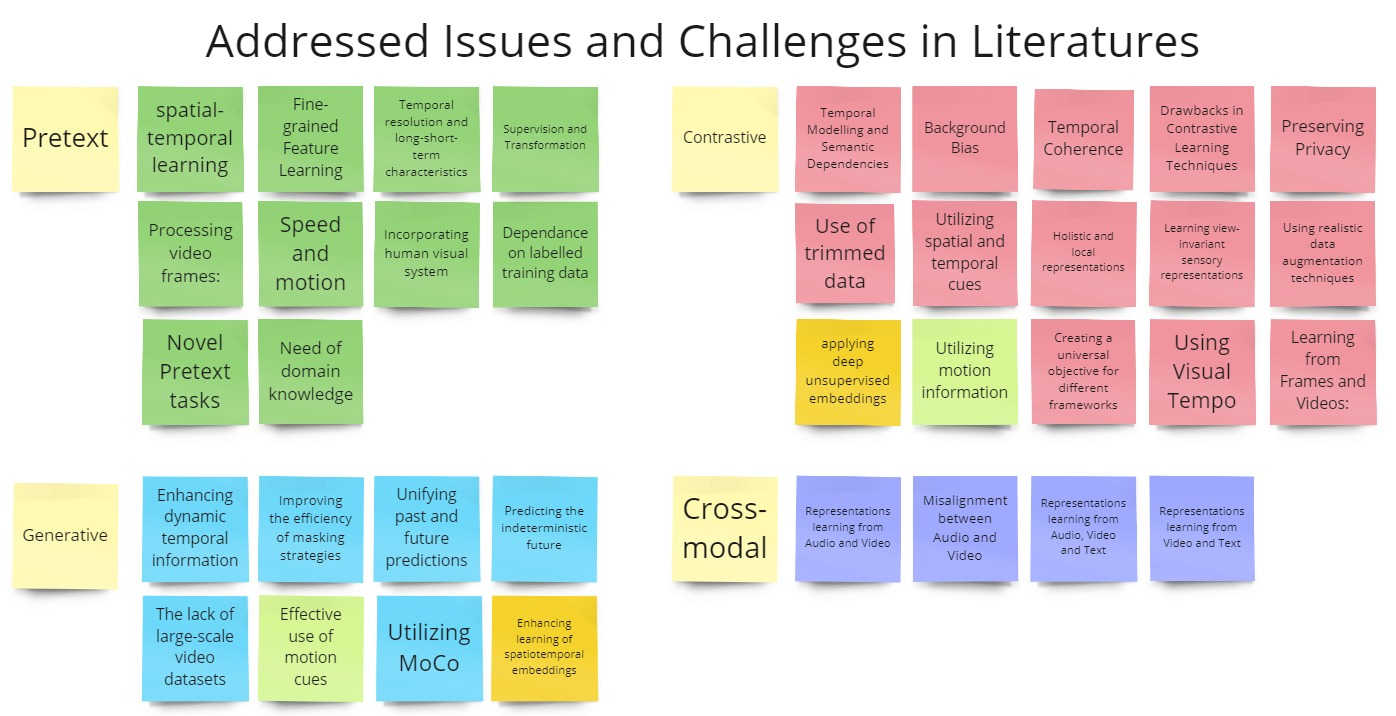 Addressed Issues and Challenges in Literatures
Pretext
spatial-
temporal
learning
Fine-
grained
Feature
Learning
Temporal
resolution and
long-short-
term
characteristics
Supervision and
Transformation
Processing
video
frames:
Speed
and
motion
Incorporating
human visual
system
Dependance
on labelled
training data
Novel
Pretext
tasks
Need of
domain
knowledge
Contrastive
Temporal
Modelling and
Semantic
Dependencies
Background
Bias
Temporal
Coherence
Drawbacks in
Contrastive
Learning
Techniques
Preserving
Privacy
Use of
trimmed
data
Utilizing
spatial and
temporal
cues
Holistic and
local
representations
Learning view-
invariant
sensory
representations
Using realistic
data
augmentation
techniques
applying
deep
unsupervised
embeddings
Utilizing
motion
information
Creating a
universal
objective for
different
frameworks
Using
Visual
Tempo
Learning
from
Frames and
Videos:
Generative
Enhancing
dynamic
temporal
information
Improving
the efficiency
of masking
strategies
Unifying
past and
future
predictions
Predicting the
indeterministic
future
The lack of
large-scale
video
datasets
Effective
use of
motion
cues
Utilizing
MoCo
Enhancing
learning of
spatiotemporal
embeddings
Cross-
modal
Representations
learning from
Audio and Video
Misalignment
between
Audio and
Video
Representations
learning from
Audio, Video
and Text
Representations
learning from
Video and Text